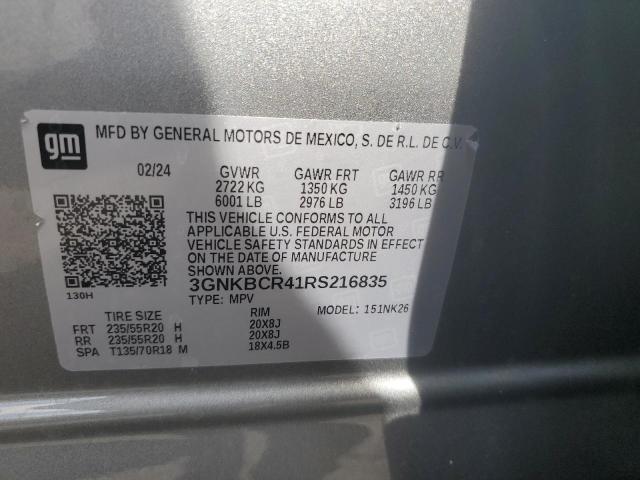 gm
MFD BY GENERAL MOTORS DE MEXICO, S. DE R.L. DE C.V.
02/24 GVWR GAWR FRT GAWR RR
2722 KG 1350 KG 1450 KG
6001 LB 2976 LB 3196 LB
THIS VEHICLE CONFORMS TO ALL
APPLICABLE U.S. FEDERAL MOTOR
VEHICLE SAFETY STANDARDS IN EFFECT
ON THE DATE OF MANUFACTURE
SHOWN ABOVE.
3GNKBCR41RS216835
130H
TYPE: MPV MODEL: 151NK26
TIRE SIZE RIM
FRT 235/55R20 H 20X8J
RR 235/55R20 H 20X8J
SPA T135/70R18 M 18X4.5B